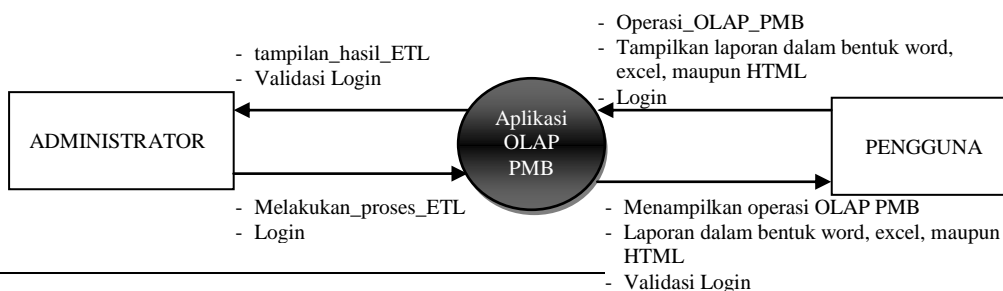 - tampilan_hasil_ETL
- Validasi Login
- Operasi_OLAP_PMB
- Tampilkan laporan dalam bentuk word,
excel, maupun HTML
- Login
ADMINISTRATOR
Aplikasi
OLAP
PMB
PENGGUNA
- Melakukan_proses_ETL
- Login
- Menampilkan operasi OLAP PMB
- Laporan dalam bentuk word, excel, maupun
HTML
- Validasi Login